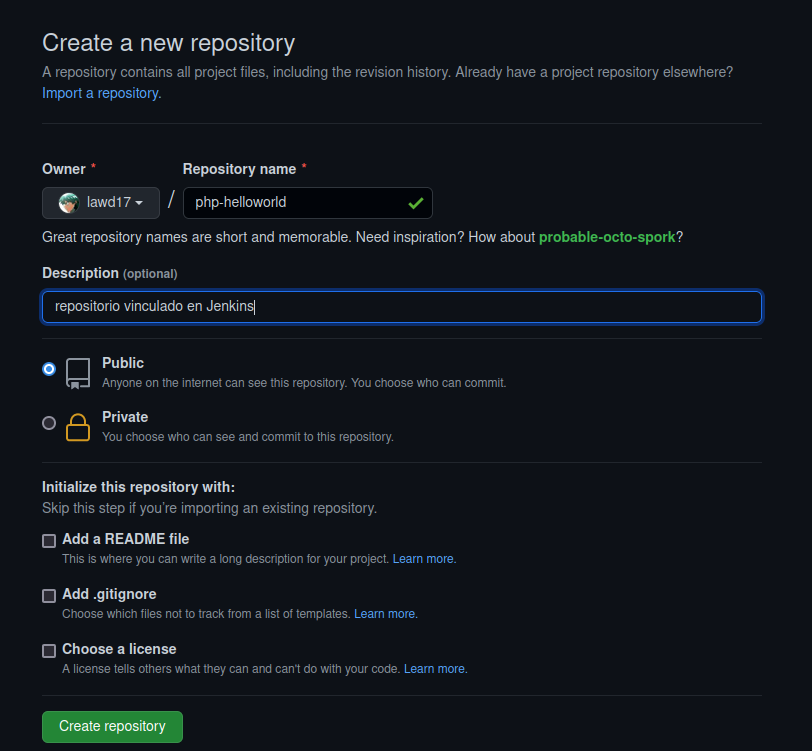 Create a new repository
A repository contains all project files, including the revision history. Already have a project repository elsewhere?
Import a repository.
Owner * Repository name *
lawd17 / php-helloworld
Great repository names are short and memorable. Need inspiration? How about probable-octo-spork?
Description (optional)
repositorio vinculado en Jenkins
Public
Anyone on the internet can see this repository. You choose who can commit.
Private
You choose who can see and commit to this repository.
Initialize this repository with:
Skip this step if you're importing an existing repository.
Add a README file
This is where you can write a long description for your project. Learn more.
Add .gitignore
Choose which files not to track from a list of templates. Learn more.
Choose a license
A license tells others what they can and can't do with your code. Learn more.
Create repository